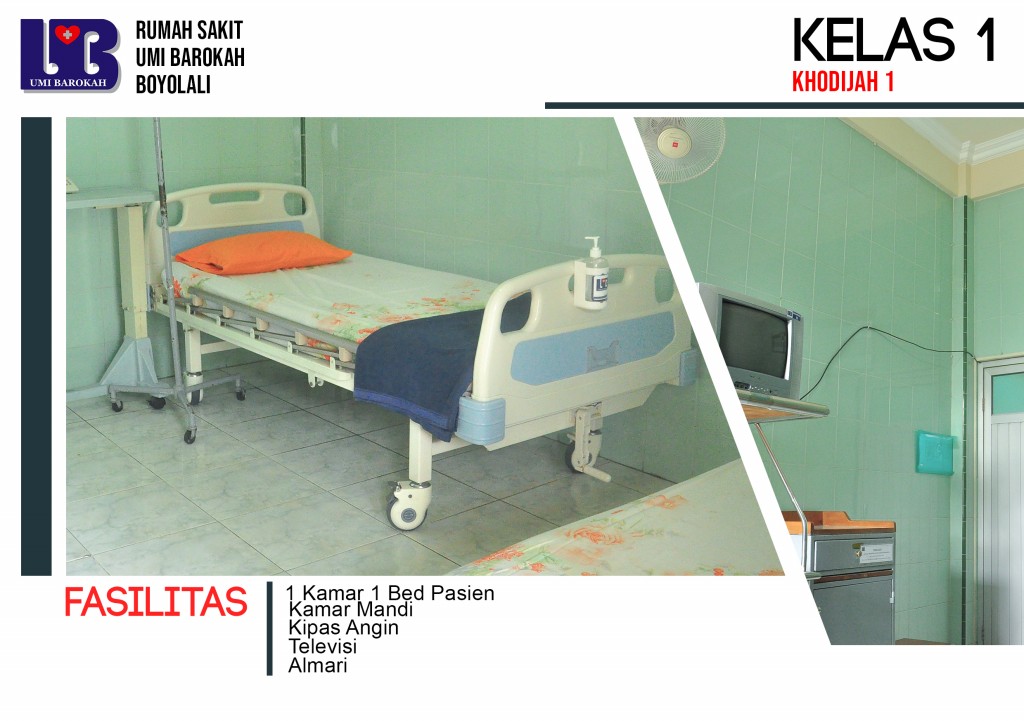 UMI BAROKAH
RUMAH SAKIT
UMI BAROKAH
BOYOLALI
KELAS 1
KHODIJAH 1
FASILITAS
1 Kamar 1 Bed Pasien
Kamar Mandi
Kipas Angin
Televisi
Almari